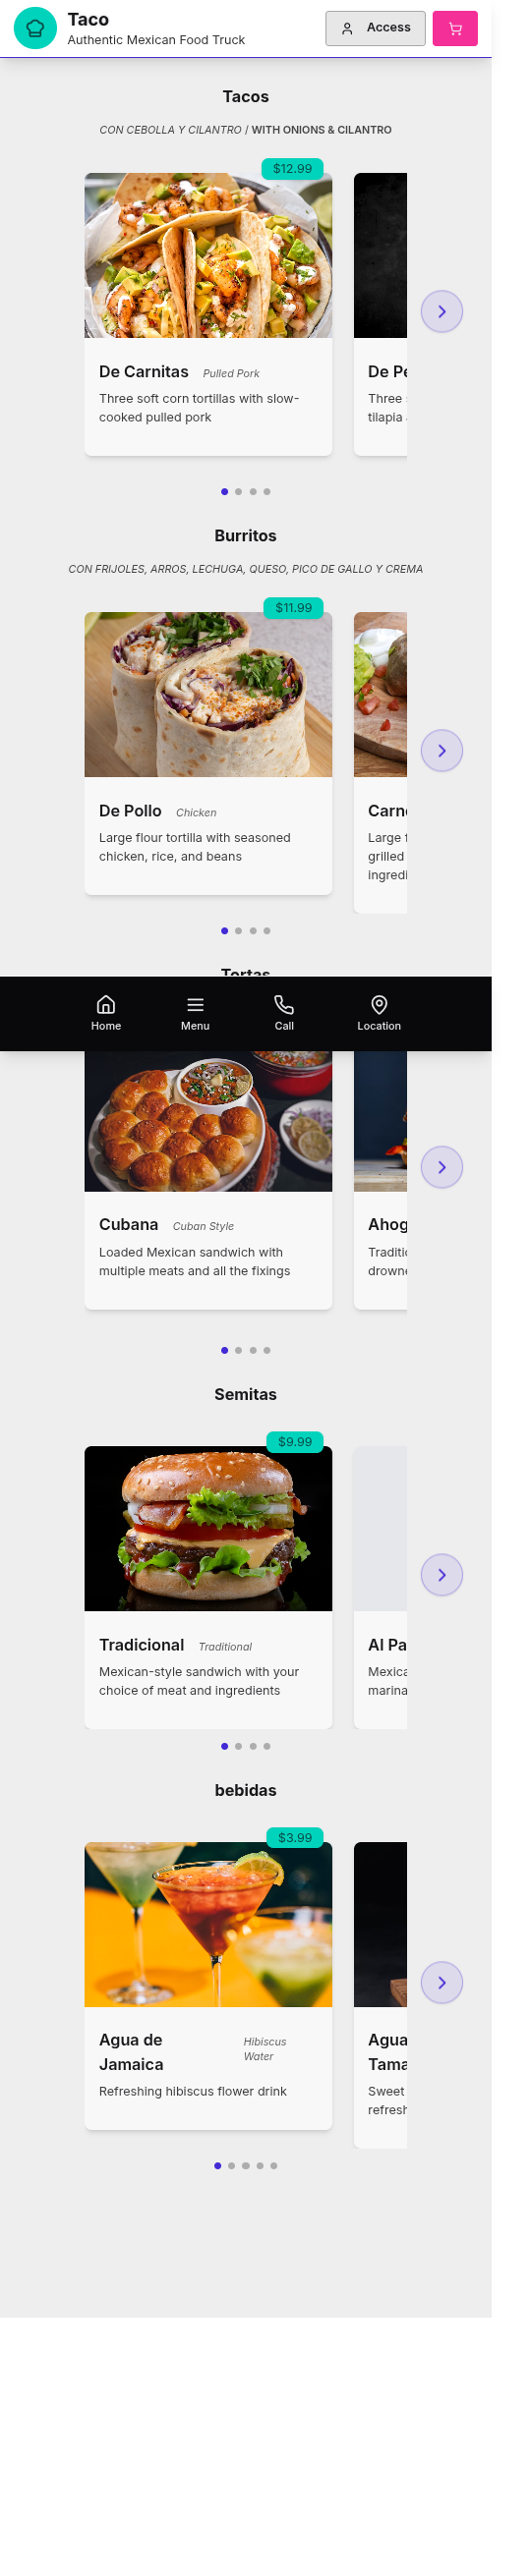 Taco
Authentic Mexican Food Truck
Access
Tacos
CON CEBOLLA Y CILANTRO / WITH ONIONS & CILANTRO
$12.99
De Carnitas Pulled Pork
Three soft corn tortillas with slow-
cooked pulled pork
De Pe
Three
tilapia
Burritos
CON FRIJOLES, ARROS, LECHUGA, QUESO, PICO DE GALLO Y CREMA
$11.99
De Pollo Chicken
Large flour tortilla with seasoned
chicken, rice, and beans
Carn
Large
grilled
ingredi
Tortas
Home
Menu
Call
Location
Cubana Cuban Style
Loaded Mexican sandwich with
multiple meats and all the fixings
Ahog
Traditi
drown
Semitas
$9.99
Tradicional Traditional
Mexican-style sandwich with your
choice of meat and ingredients
Al Pa
Mexica
marina
bebidas
$3.99
Agua de
Jamaica
Hibiscus
Water
Refreshing hibiscus flower drink
Agua
Tama
Sweet
refresh